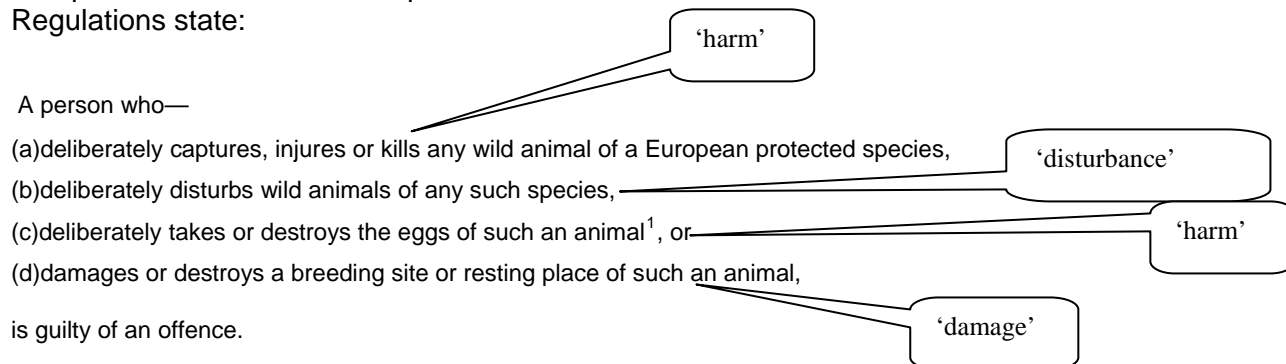 Regulations state:
‘harm’
A person who—
(a)deliberately captures, injures or kills any wild animal of a European protected species,
‘disturbance’
(b)deliberately disturbs wild animals of any such species,
(c)deliberately takes or destroys the eggs of such an animal1, or
‘harm’
(d)damages or destroys a breeding site or resting place of such an animal,
‘damage’
is guilty of an offence.